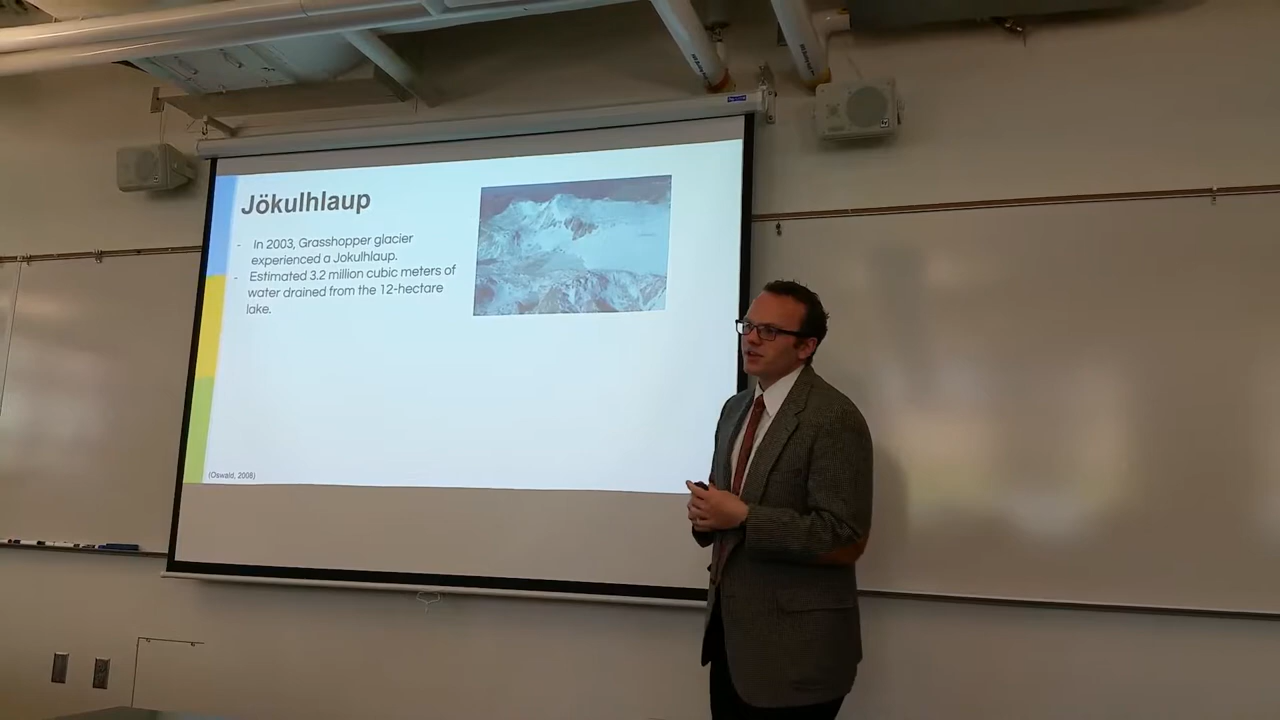 Jökulhlaup
- In 2003, Grasshopper glacier
experienced a Jokulhlaup.
- Estimated 3.2 million cubic meters of
water drained from the 12-hectare
lake.
(Oswald, 2008)